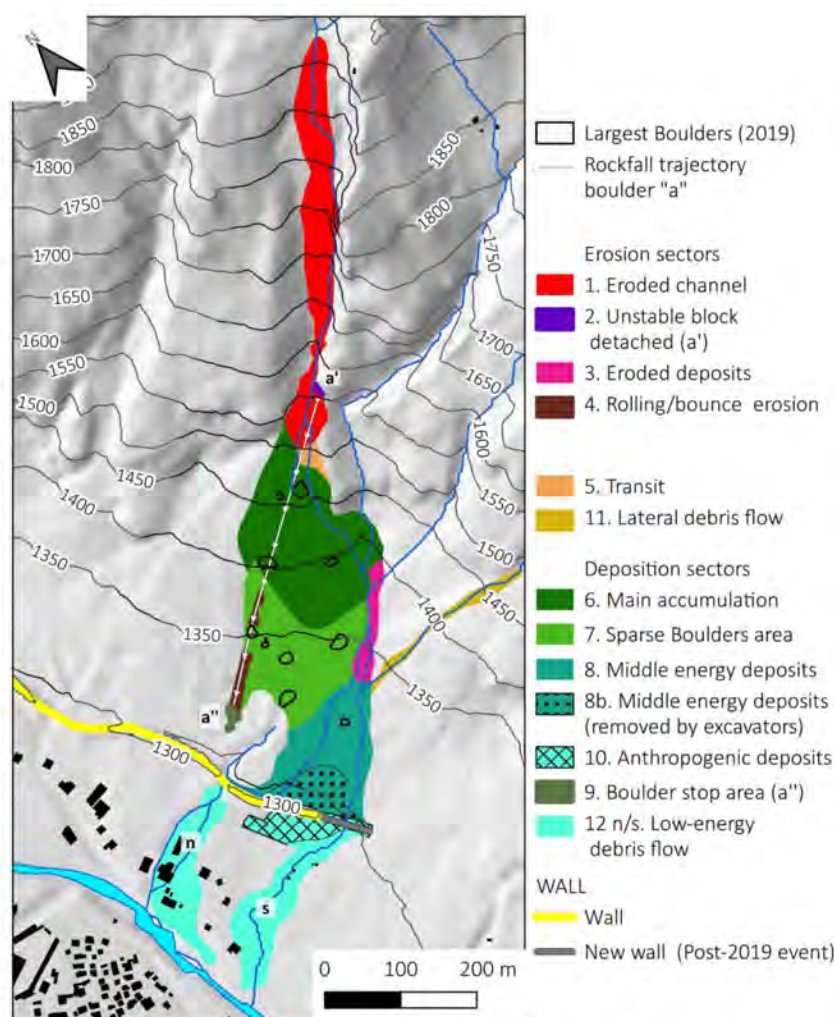 N
1850
1800
1750
1700
1650
1600
1550
1500
1450
1400
1350
1850
1800
1750
1700
1650
1600
1550
1500
1450
1400
1350
1350
a'
a"
1300
1300
n
s
0 100 200 m
Largest Boulders (2019)
Rockfall trajectory
boulder "a"
Erosion sectors
1. Eroded channel
2. Unstable block
detached (a')
3. Eroded deposits
4. Rolling/bounce erosion
5. Transit
11. Lateral debris flow
Deposition sectors
6. Main accumulation
7. Sparse Boulders area
8. Middle energy deposits
8b. Middle energy deposits
(removed by excavators)
10. Anthropogenic deposits
9. Boulder stop area (a")
12 n/s. Low-energy
debris flow
WALL
Wall
New wall (Post-2019 event)